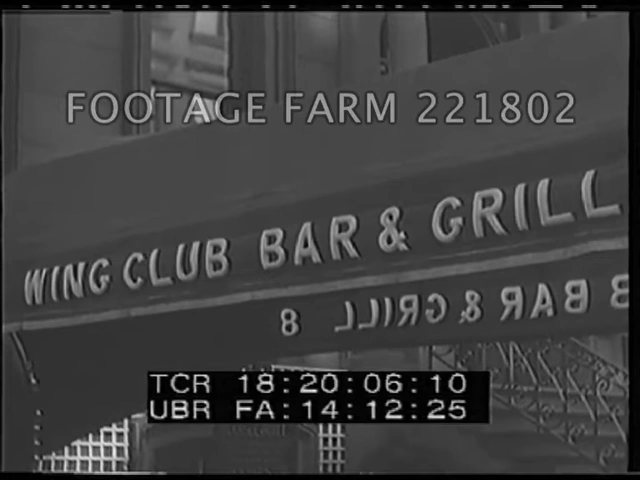 FOOTAGE FARM 221802
WING CLUB BAR & GRILL
8 BAR & GRILL 8
TCR 18:20:06:10
UBR FA:14:12:25